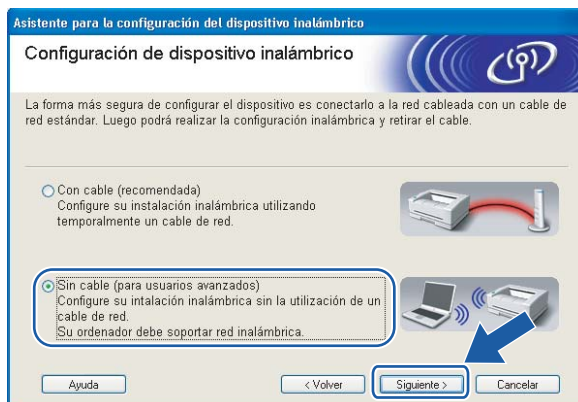 Asistente para la configuración del dispositivo inalámbrico
Configuración de dispositivo inalámbrico
La forma más segura de configurar el dispositivo es conectarlo a la red cableada con un cable de
red estándar. Luego podrá realizar la configuración inalámbrica y retirar el cable.
Con cable (recomendada)
Configure su instalación inalámbrica utilizando
temporalmente un cable de red.
Sin cable (para usuarios avanzados)
Configure su intalación inalámbrica sin la utilización de un
cable de red.
Su ordenador debe soportar red inalámbrica.
Ayuda
< Volver
Siguiente >
Cancelar